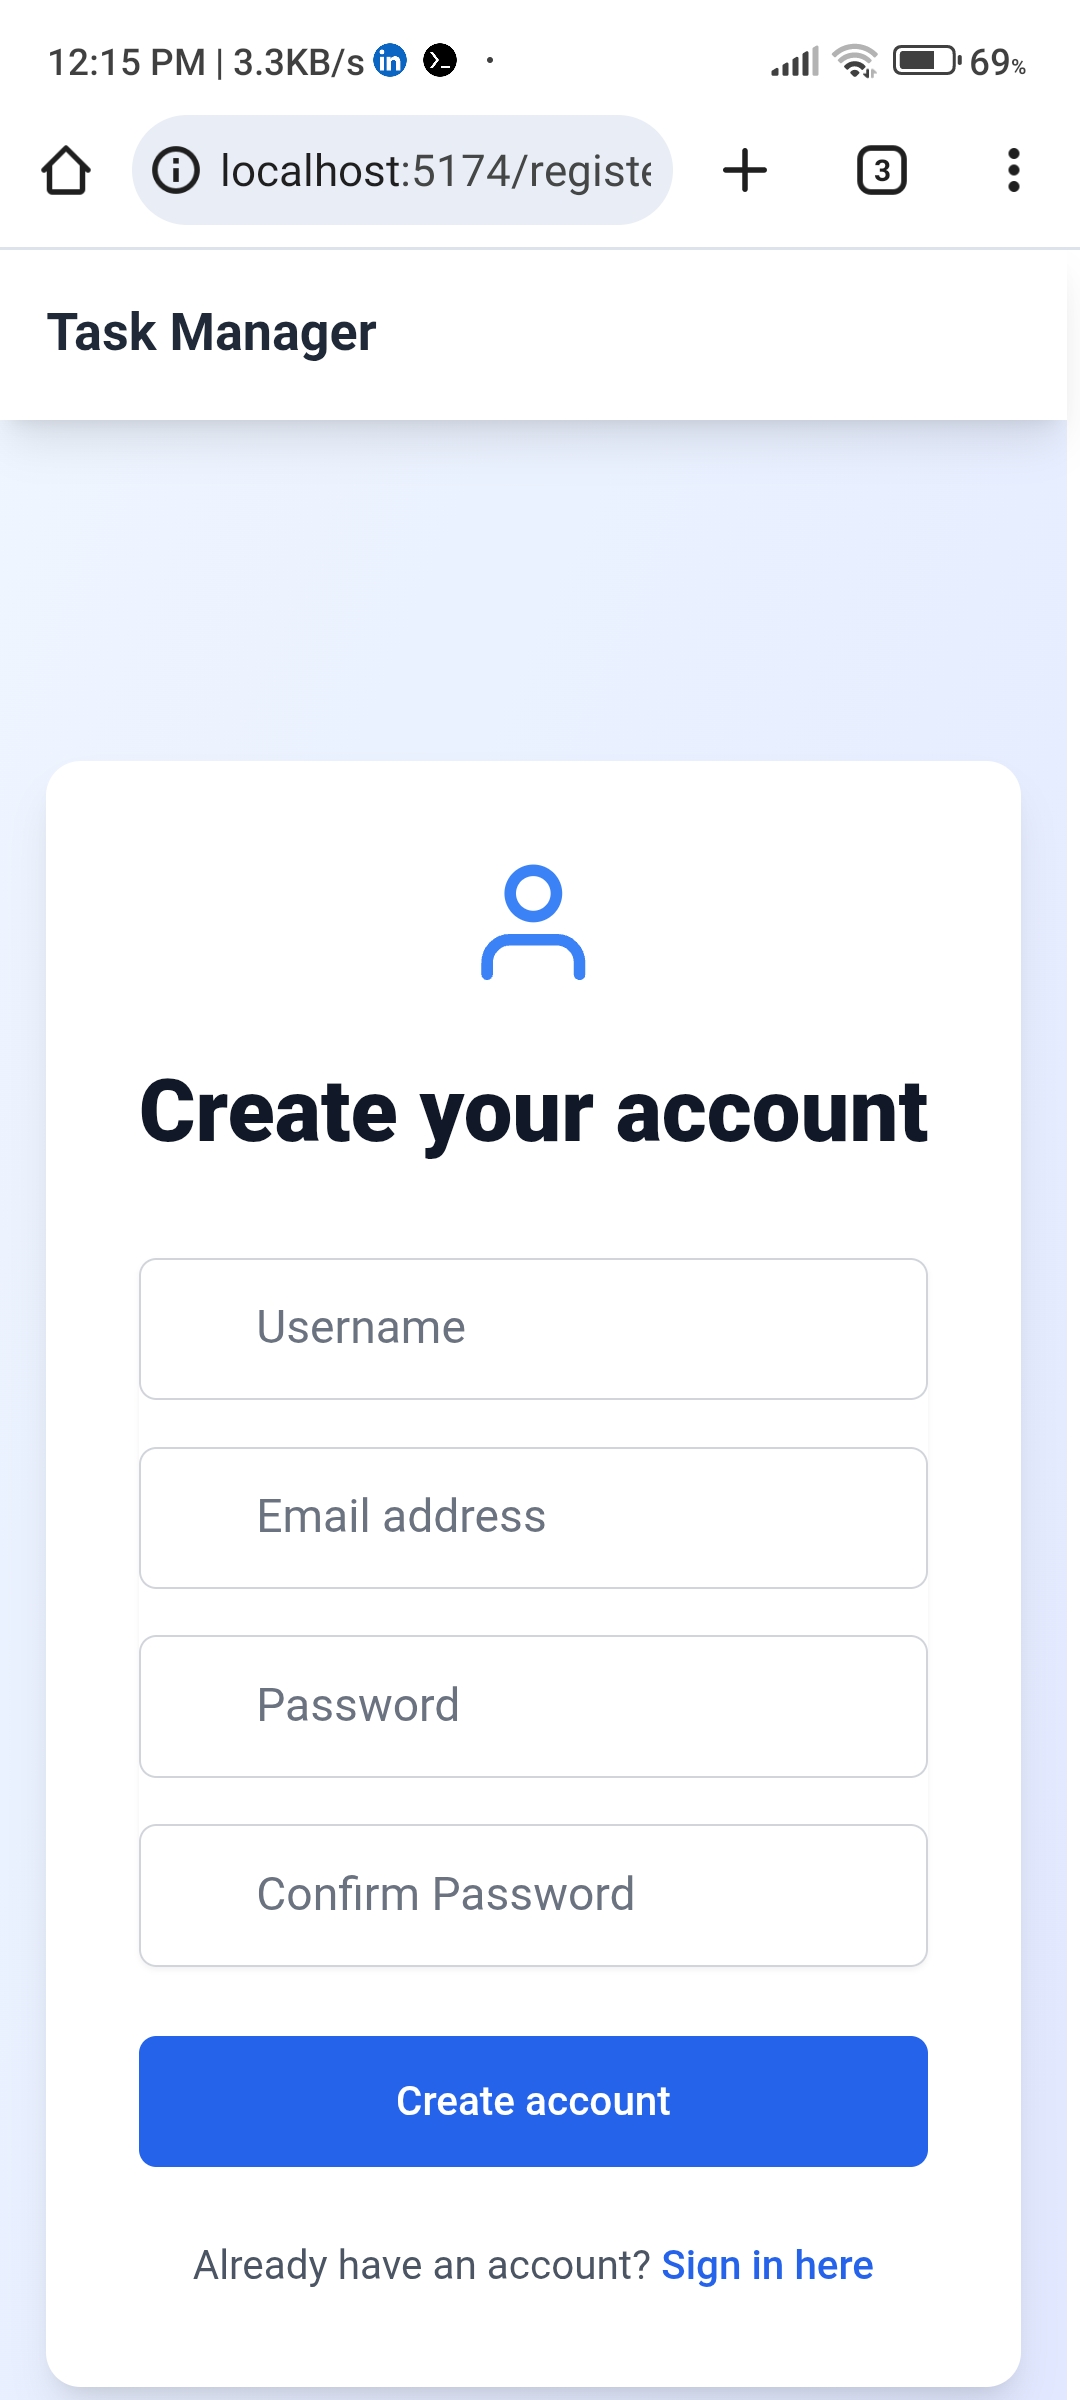 12:15 PM | 3.3KB/s in 69%
localhost:5174/registe
3
Task Manager
Create your account
Username
Email address
Password
Confirm Password
Create account
Already have an account? Sign in here